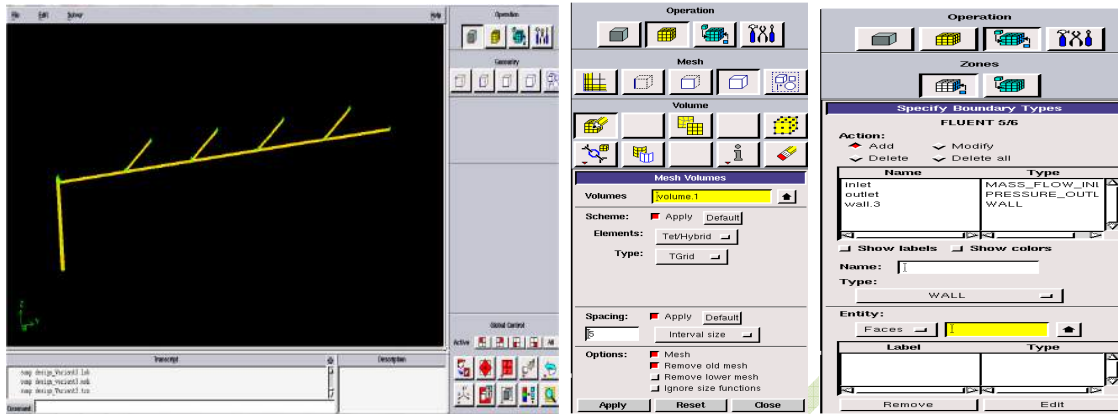 File Edit Solver Help
Operation
Geometry
Global Control
Active All
Transcript
Description
Command
Operation
Mesh
Volume
Mesh Volumes
Volumes volume.1
Scheme: Apply Default
Elements: Tet/Hybrid
Type: TGrid
Spacing: Apply Default
5 Interval size
Options: Mesh
Remove old mesh
Remove lower mesh
Ignore size functions
Apply Reset Close
Operation
Zones
Specify Boundary Types
FLUENT 5/6
Action:
Add Modify
Delete Delete all
Name Type
inlet MASS_FLOW_INL
outlet PRESSURE_OUTL
wall.3 WALL
Show labels Show colors
Name:
Type:
WALL
Entity:
Faces
Label Type
Remove Edit